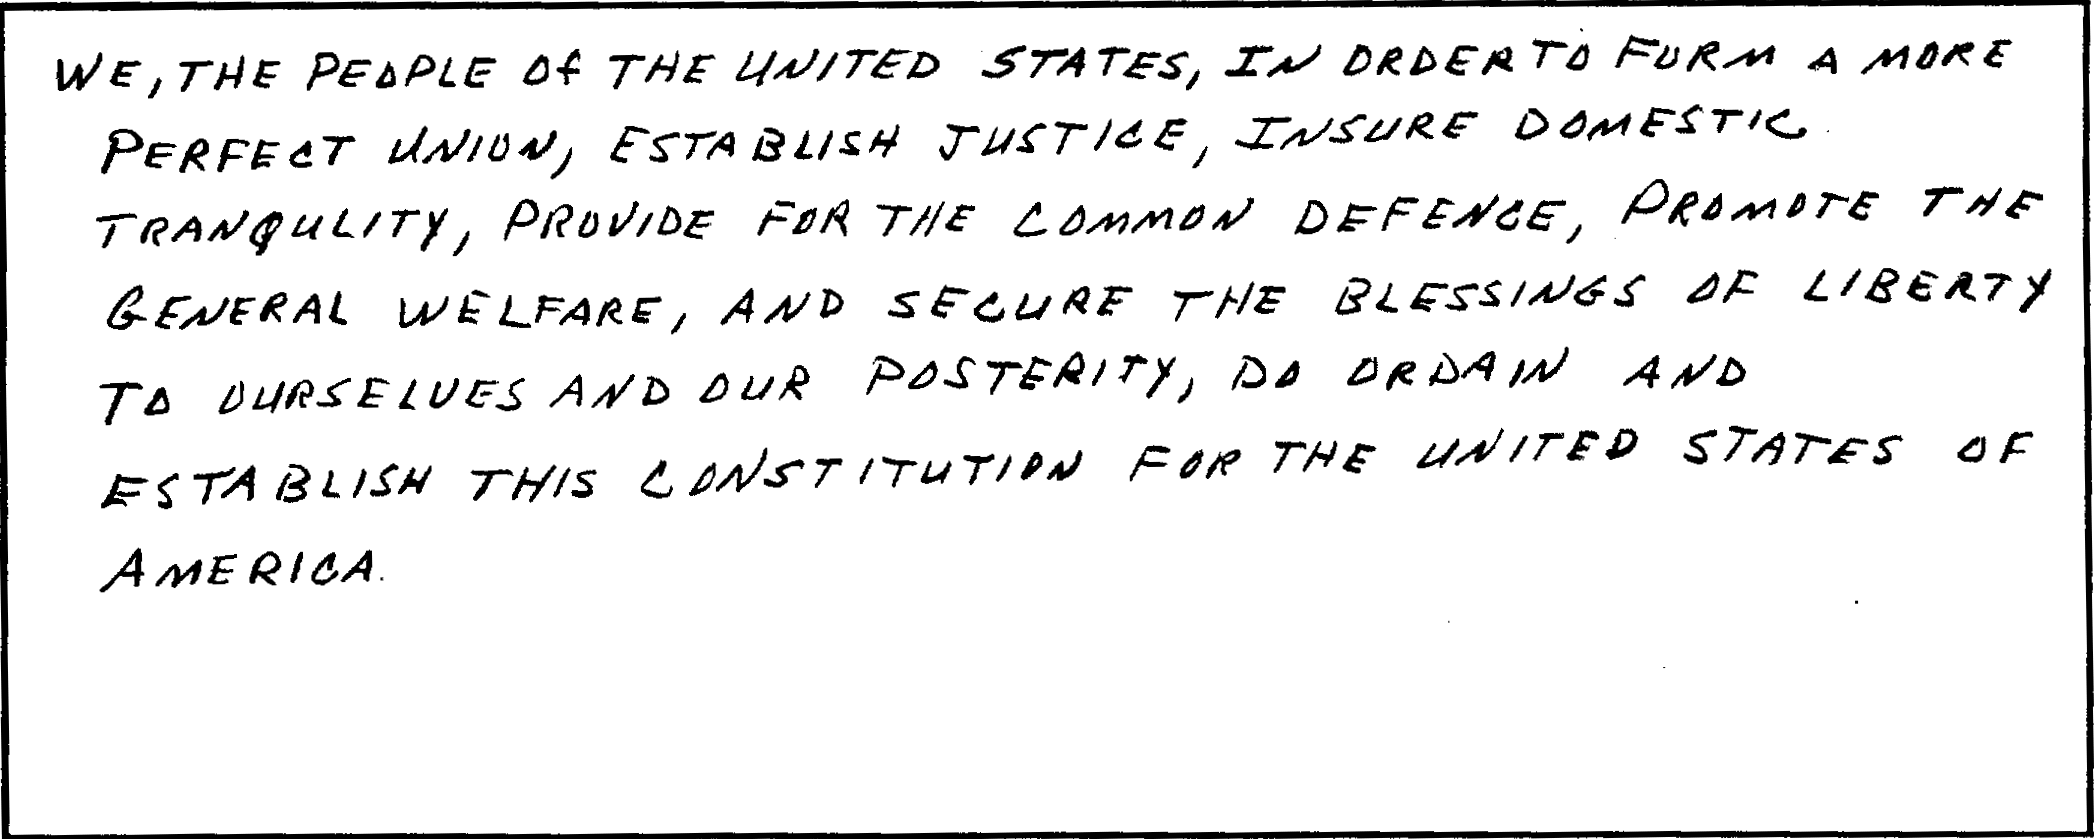 WE, THE PEOPLE OF THE UNITED STATES, IN ORDER TO FORM A MORE
PERFECT UNION, ESTABLISH JUSTICE, INSURE DOMESTIC
TRANQULITY, PROVIDE FOR THE COMMON DEFENCE, PROMOTE THE
GENERAL WELFARE, AND SECURE THE BLESSINGS OF LIBERTY
TO OURSELVES AND OUR POSTERITY, DO ORDAIN AND
ESTABLISH THIS CONSTITUTION FOR THE UNITED STATES OF
AMERICA.